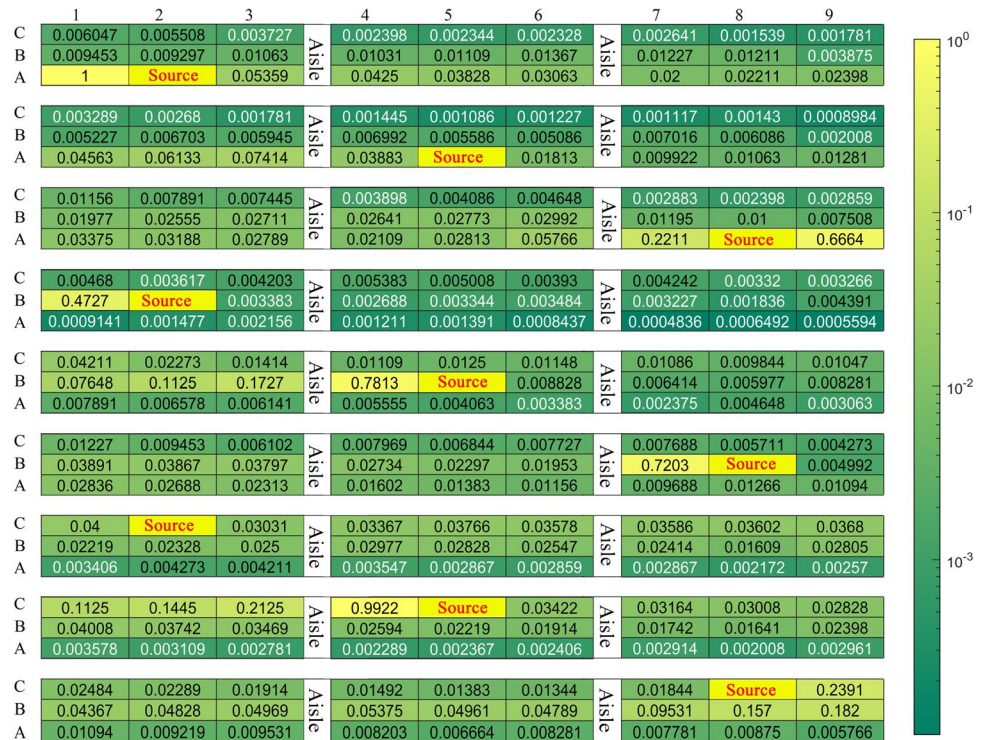 1 2 3 4 5 6 7 8 9
C 0.006047 0.005508 0.003727 Aisle 0.002398 0.002344 0.002328 Aisle 0.002641 0.001539 0.001781
B 0.009453 0.009297 0.01063 0.01031 0.01109 0.01367 0.01227 0.01211 0.003875
A 1 Source 0.05359 0.0425 0.03828 0.03063 0.02 0.02211 0.02398
C 0.003289 0.00268 0.001781 Aisle 0.001445 0.001086 0.001227 Aisle 0.001117 0.00143 0.0008984
B 0.005227 0.006703 0.005945 0.006992 0.005586 0.005086 0.007016 0.006086 0.002008
A 0.04563 0.06133 0.07414 0.03883 Source 0.01813 0.009922 0.01063 0.01281
C 0.01156 0.007891 0.007445 Aisle 0.003898 0.004086 0.004648 Aisle 0.002883 0.002398 0.002859
B 0.01977 0.02555 0.02711 0.02641 0.02773 0.02992 0.01195 0.01 0.007508
A 0.03375 0.03188 0.02789 0.02109 0.02813 0.05766 0.2211 Source 0.6664
C 0.00468 0.003617 0.004203 Aisle 0.005383 0.005008 0.00393 Aisle 0.004242 0.00332 0.003266
B 0.4727 Source 0.003383 0.002688 0.003344 0.003484 0.003227 0.001836 0.004391
A 0.0009141 0.001477 0.002156 0.001211 0.001391 0.0008437 0.0004836 0.0006492 0.0005594
C 0.04211 0.02273 0.01414 Aisle 0.01109 0.0125 0.01148 Aisle 0.01086 0.009844 0.01047
B 0.07648 0.1125 0.1727 0.7813 Source 0.008828 0.006414 0.005977 0.008281
A 0.007891 0.006578 0.006141 0.005555 0.004063 0.003383 0.002375 0.004648 0.003063
C 0.01227 0.009453 0.006102 Aisle 0.007969 0.006844 0.007727 Aisle 0.007688 0.005711 0.004273
B 0.03891 0.03867 0.03797 0.02734 0.02297 0.01953 0.7203 Source 0.004992
A 0.02836 0.02688 0.02313 0.01602 0.01383 0.01156 0.009688 0.01266 0.01094
C 0.04 Source 0.03031 Aisle 0.03367 0.03766 0.03578 Aisle 0.03586 0.03602 0.0368
B 0.02219 0.02328 0.025 0.02977 0.02828 0.02547 0.02414 0.01609 0.02805
A 0.003406 0.004273 0.004211 0.003547 0.002867 0.002859 0.002867 0.002172 0.00257
C 0.1125 0.1445 0.2125 Aisle 0.9922 Source 0.03422 Aisle 0.03164 0.03008 0.02828
B 0.04008 0.03742 0.03469 0.02594 0.02219 0.01914 0.01742 0.01641 0.02398
A 0.003578 0.003109 0.002781 0.002289 0.002367 0.002406 0.002914 0.002008 0.002961
C 0.02484 0.02289 0.01914 Aisle 0.01492 0.01383 0.01344 Aisle 0.01844 Source 0.2391
B 0.04367 0.04828 0.04969 0.05375 0.04961 0.04789 0.09531 0.157 0.182
A 0.01094 0.009219 0.009531 0.008203 0.006664 0.008281 0.007781 0.00875 0.005766
10⁰
10⁻¹
10⁻²
10⁻³